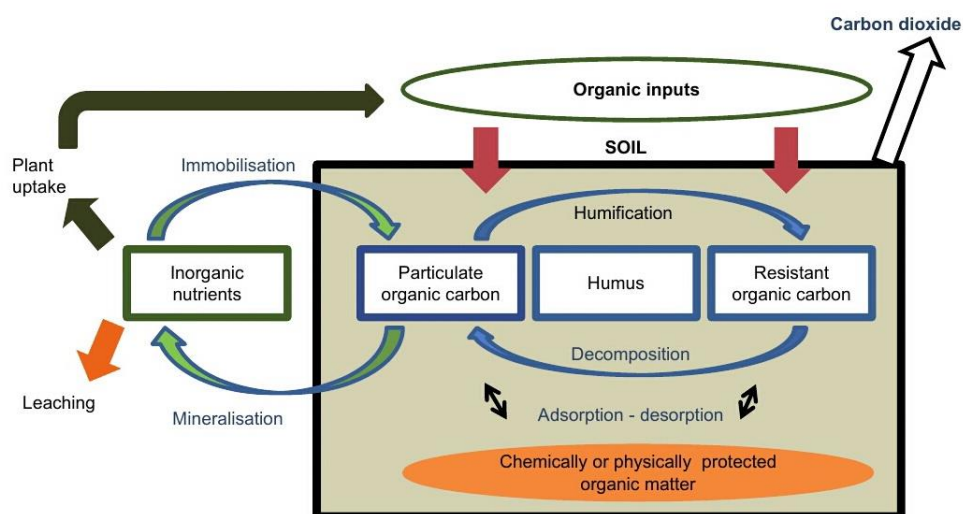 Carbon dioxide
Organic inputs
SOIL
Plant
uptake
Immobilisation
Humification
Inorganic
nutrients
Particulate
organic carbon
Humus
Resistant
organic carbon
Decomposition
Leaching
Mineralisation
Adsorption - desorption
Chemically or physically protected
organic matter